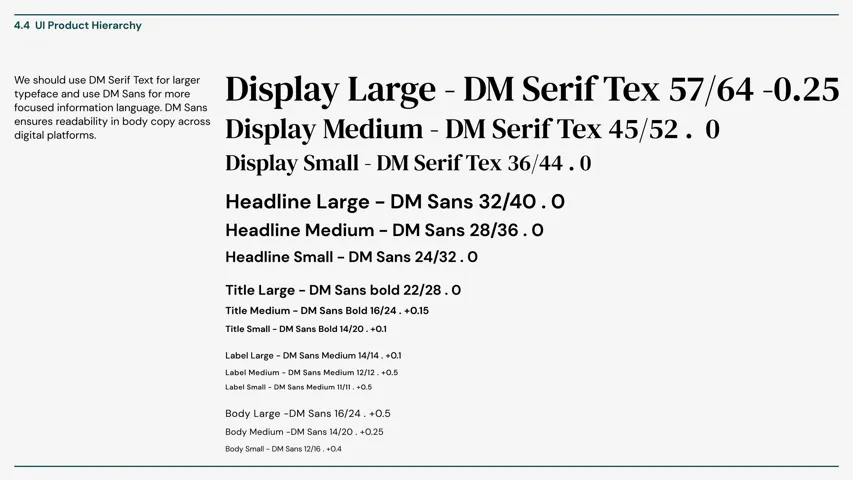 4.4 UI Product Hierarchy
We should use DM Serif Text for larger
typeface and use DM Sans for more
focused information language. DM Sans
ensures readability in body copy across
digital platforms.
Display Large - DM Serif Tex 57/64 -0.25
Display Medium - DM Serif Tex 45/52 . 0
Display Small - DM Serif Tex 36/44 . 0
Headline Large - DM Sans 32/40 . 0
Headline Medium - DM Sans 28/36 . 0
Headline Small - DM Sans 24/32 . 0
Title Large - DM Sans bold 22/28 . 0
Title Medium - DM Sans Bold 16/24 . +0.15
Title Small - DM Sans Bold 14/20 . +0.1
Label Large - DM Sans Medium 14/14 . +0.1
Label Medium - DM Sans Medium 12/12 . +0.5
Label Small - DM Sans Medium 11/11 . +0.5
Body Large -DM Sans 16/24 . +0.5
Body Medium -DM Sans 14/20 . +0.25
Body Small - DM Sans 12/16 . +0.4